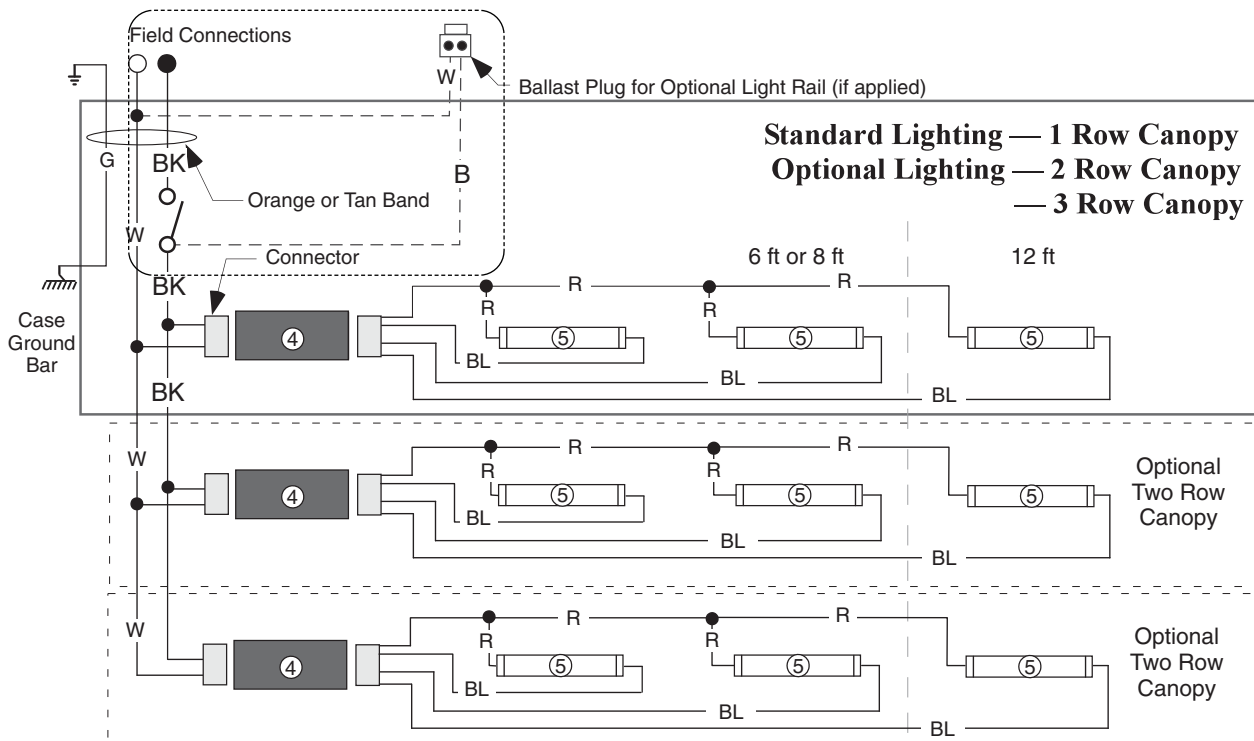 Field Connections
W
Ballast Plug for Optional Light Rail (if applied)
Standard Lighting — 1 Row Canopy
Optional Lighting — 2 Row Canopy
— 3 Row Canopy
G
BK
B
Orange or Tan Band
W
Connector
6 ft or 8 ft
12 ft
BK
R
R
R
R
Case
Ground
Bar
4
5
5
5
BL
BL
BL
BK
W
R
R
R
R
4
5
5
5
BL
BL
BL
Optional
Two Row
Canopy
W
R
R
R
R
4
5
5
5
BL
BL
BL
Optional
Two Row
Canopy